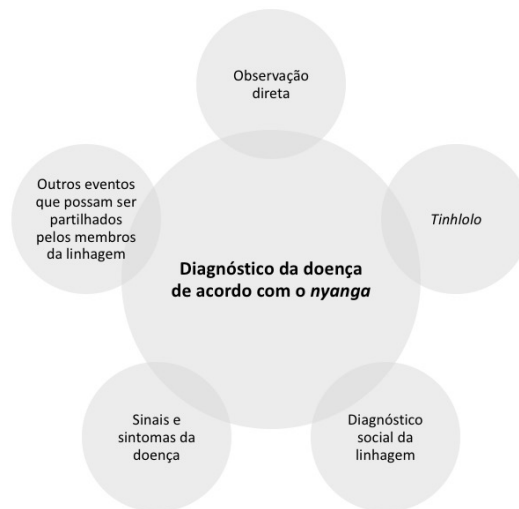 Observação
direta
Outros eventos
que possam ser
partilhados
pelos membros
da linhagem
Tinhlolo
Diagnóstico da doença
de acordo com o nyanga
Sinais e
sintomas da
doença
Diagnóstico
social da
linhagem